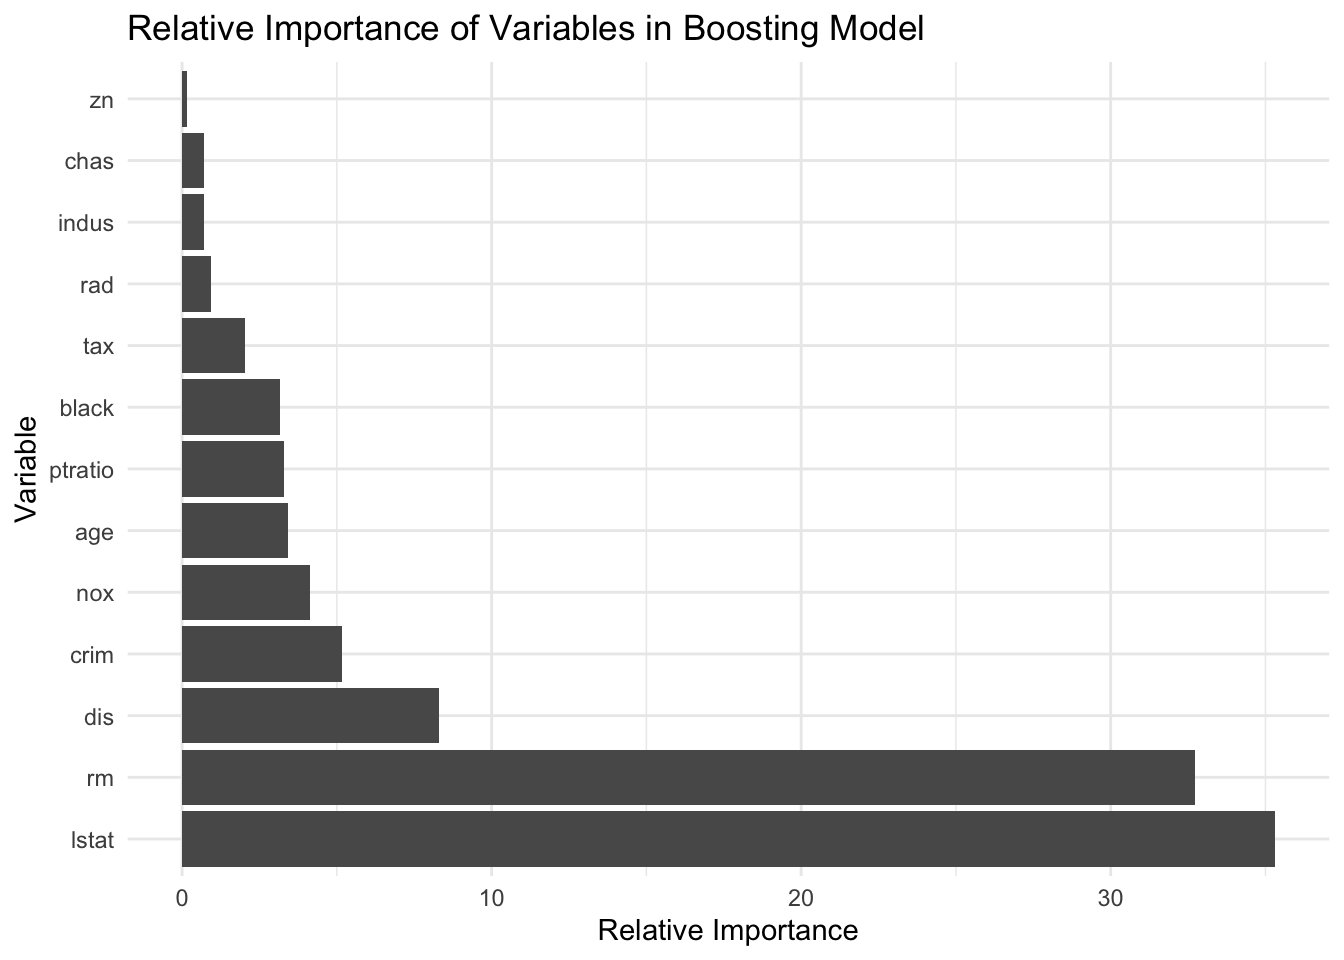 Relative Importance of Variables in Boosting Model
Variable
zn
chas
indus
rad
tax
black
ptratio
age
nox
crim
dis
rm
lstat
0 10 20 30
Relative Importance